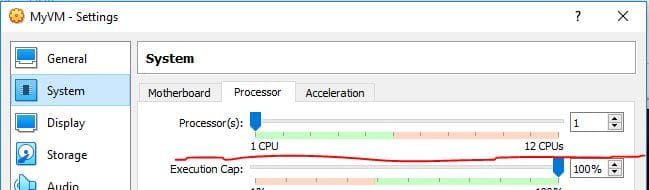 MyVM - Settings
General
System
Display
Storage
Audio
System
Motherboard Processor Acceleration
Processor(s): 1
1 CPU 12 CPUs
Execution Cap: 100%